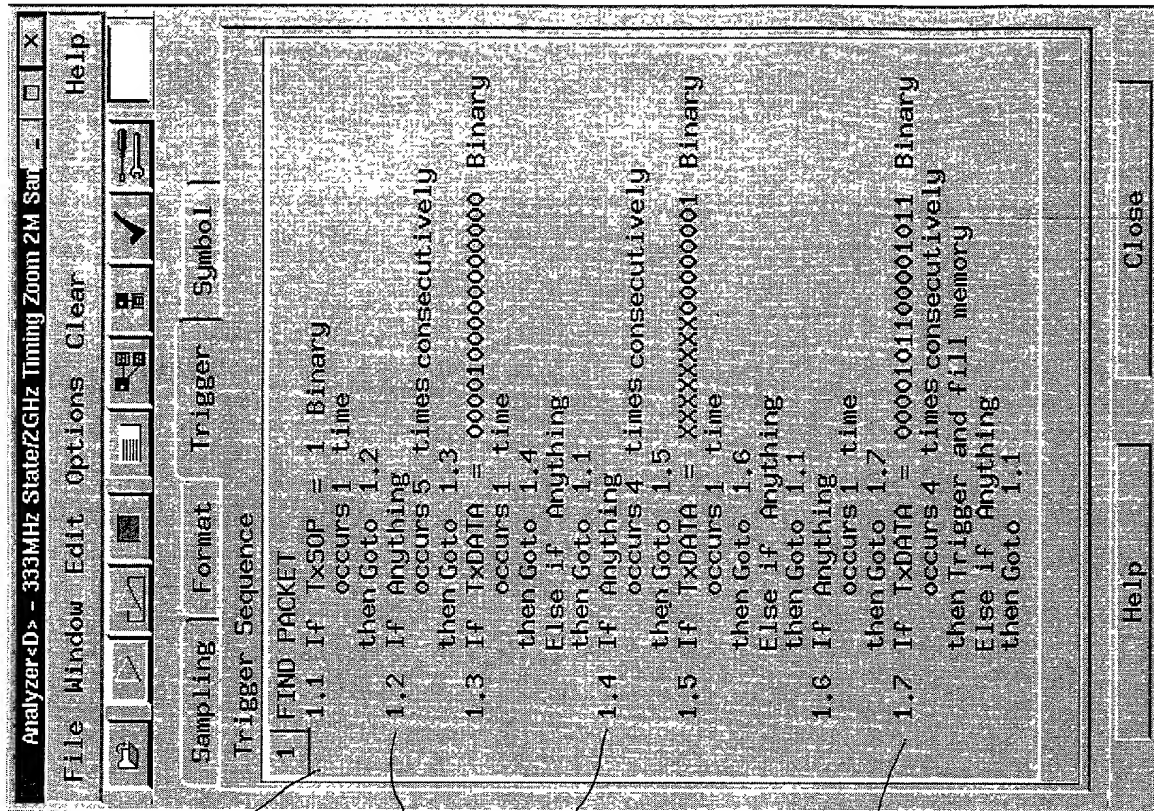 Analyzer<D> - 333MHz State/2GHz Timing Zoom 2M Sam
File Window Edit Options Clear Help
Sampling Format Trigger Symbol
Trigger Sequence
1 FIND PACKET
1.1 If TxSOP = 1 Binary
occurs 1 time
then Goto 1.2
1.2 If Anything
occurs 5 times consecutively
then Goto 1.3
1.3 If TxDATA = 0000100000000000 Binary
occurs 1 time
then Goto 1.4
Else if Anything
then Goto 1.1
1.4 If Anything
occurs 4 times consecutively
then Goto 1.5
1.5 If TxDATA = XXXXXXXX00000001 Binary
occurs 1 time
then Goto 1.6
Else if Anything
then Goto 1.1
1.6 If Anything
occurs 1 time
then Goto 1.7
1.7 If TxDATA = 0000101100001011 Binary
occurs 4 times consecutively
then Trigger and fill memory
Else if Anything
then Goto 1.1
Help Close